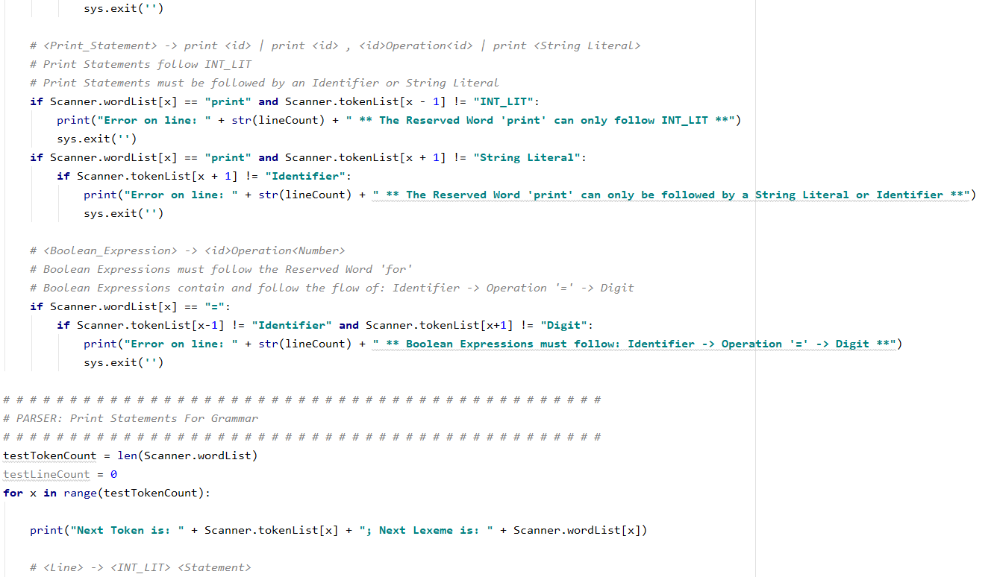 sys.exit('')
# <Print_Statement> -> print <id> | print <id> , <id>Operation<id> | print <String Literal>
# Print Statements follow INT_LIT
# Print Statements must be followed by an Identifier or String Literal
if Scanner.wordList[x] == "print" and Scanner.tokenList[x - 1] != "INT_LIT":
print("Error on line: " + str(lineCount) + " ** The Reserved Word 'print' can only follow INT_LIT **")
sys.exit('')
if Scanner.wordList[x] == "print" and Scanner.tokenList[x + 1] != "String Literal":
if Scanner.tokenList[x + 1] != "Identifier":
print("Error on line: " + str(lineCount) + " ** The Reserved Word 'print' can only be followed by a String Literal or Identifier **")
sys.exit('')
# <Boolean_Expression> -> <id>Operation<Number>
# Boolean Expressions must follow the Reserved Word 'for'
# Boolean Expressions contain and follow the flow of: Identifier -> Operation '=' -> Digit
if Scanner.wordList[x] == "=":
if Scanner.tokenList[x-1] != "Identifier" and Scanner.tokenList[x+1] != "Digit":
print("Error on line: " + str(lineCount) + " ** Boolean Expressions must follow: Identifier -> Operation '=' -> Digit **")
sys.exit('')
# # # # # # # # # # # # # # # # # # # # # # # # # # # # # # # # # # # # # # # # # # # # #
# PARSER: Print Statements For Grammar
# # # # # # # # # # # # # # # # # # # # # # # # # # # # # # # # # # # # # # # # # # # # #
testTokenCount = len(Scanner.wordList)
testLineCount = 0
for x in range(testTokenCount):
print("Next Token is: " + Scanner.tokenList[x] + "; Next Lexeme is: " + Scanner.wordList[x])
# <Line> -> <INT_LIT> <Statement>